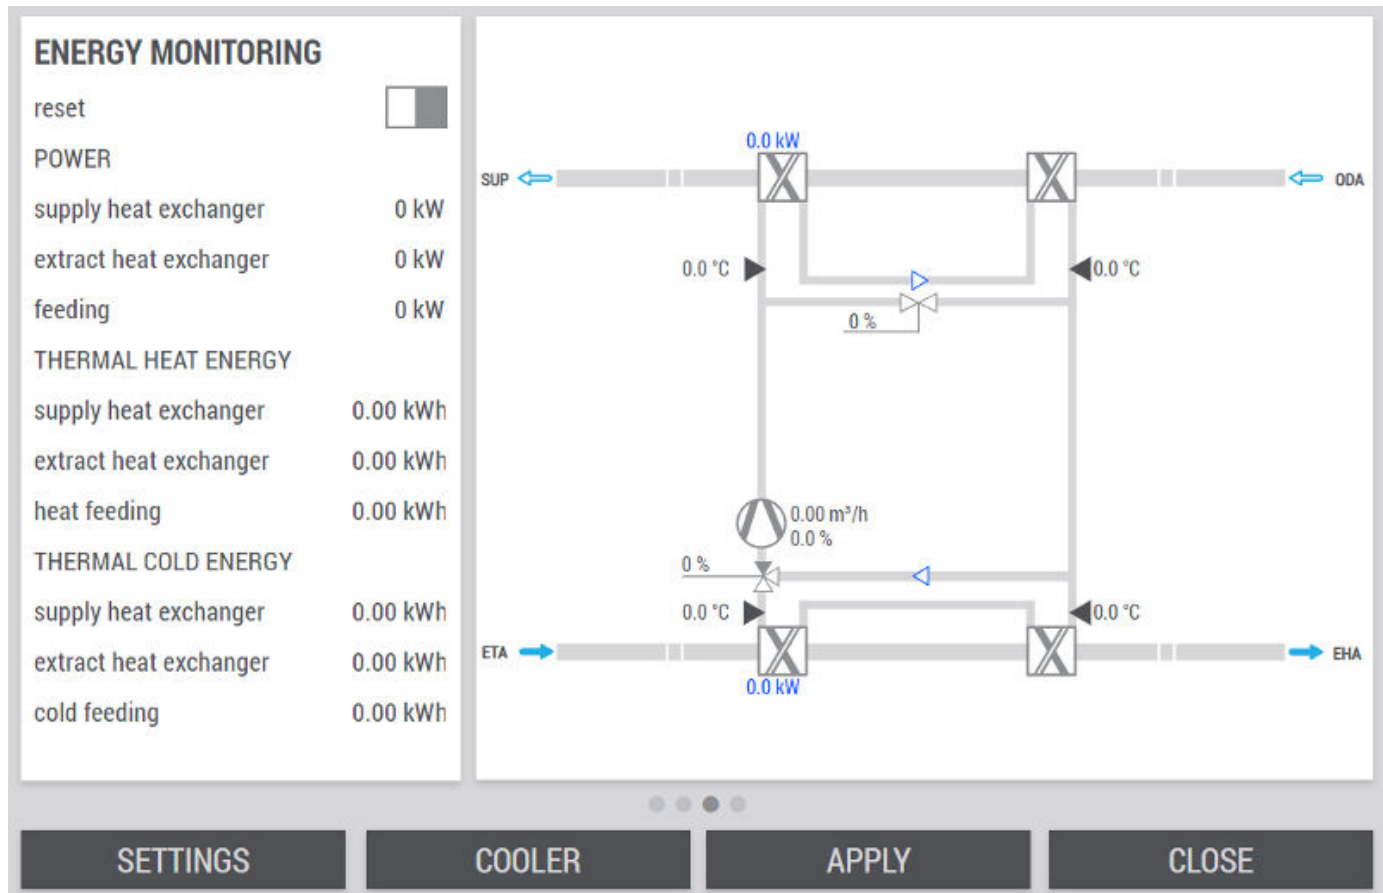 ENERGY MONITORING
reset
POWER
supply heat exchanger 0 kW
extract heat exchanger 0 kW
feeding 0 kW
THERMAL HEAT ENERGY
supply heat exchanger 0.00 kWh
extract heat exchanger 0.00 kWh
heat feeding 0.00 kWh
THERMAL COLD ENERGY
supply heat exchanger 0.00 kWh
extract heat exchanger 0.00 kWh
cold feeding 0.00 kWh
0.0 kW
SUP ODA
0.0 °C 0.0 °C
0 %
0.00 m³/h
0.0 %
0 %
0.0 °C 0.0 °C
ETA EHA
0.0 kW
SETTINGS COOLER APPLY CLOSE